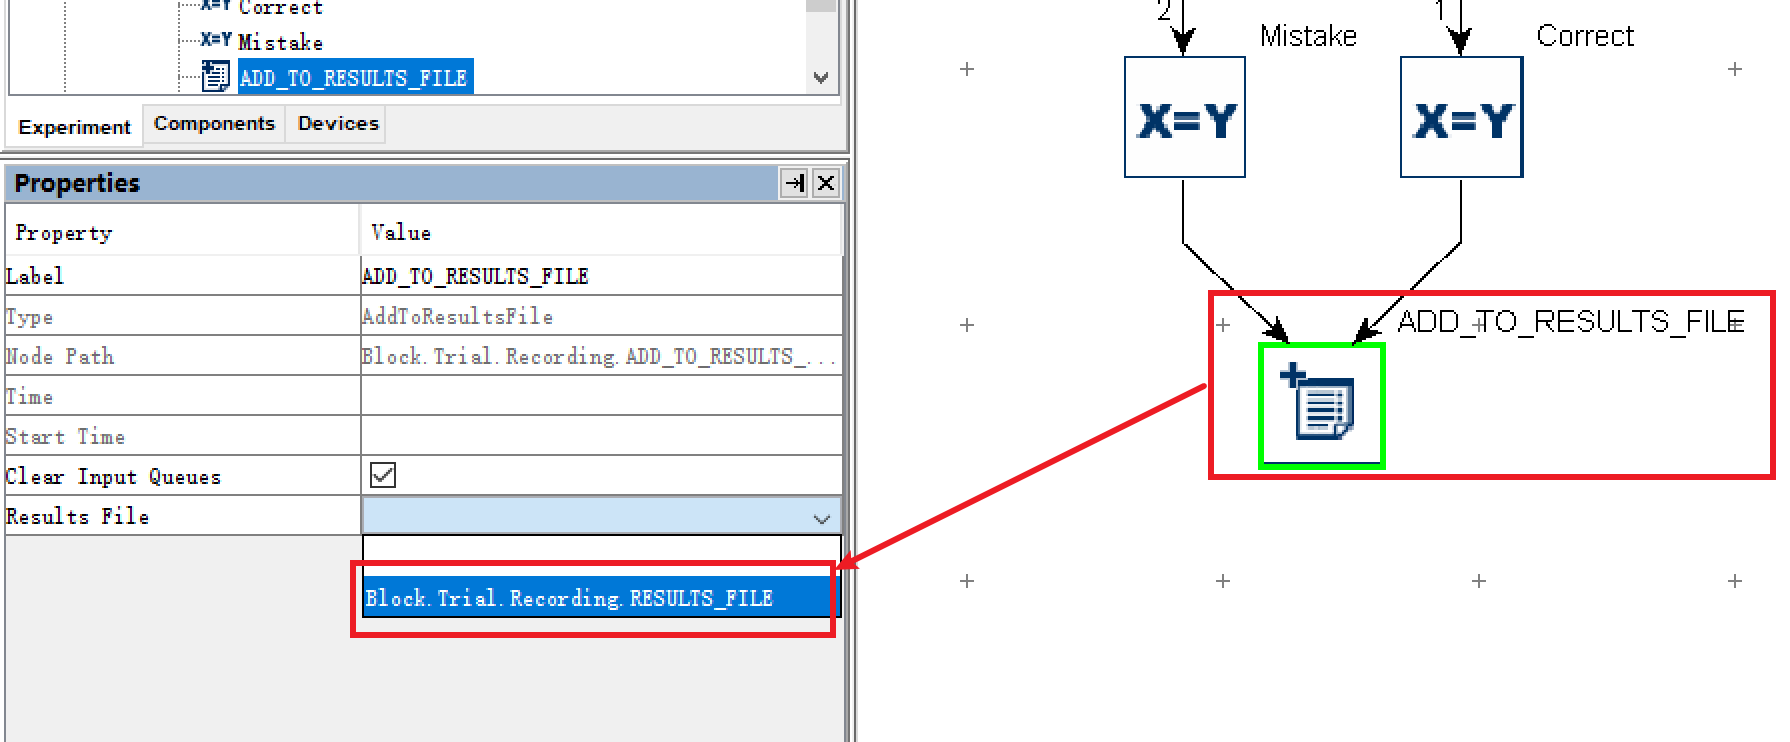 X=Y Correct
X=Y Mistake
ADD_TO_RESULTS_FILE
Experiment Components Devices
Properties
Property Value
Label ADD_TO_RESULTS_FILE
Type AddToResultsFile
Node Path Block.Trial.Recording.ADD_TO_RESULTS_...
Time
Start Time
Clear Input Queues
Results File
Block.Trial.Recording.RESULTS_FILE
2 1
Mistake Correct
X=Y X=Y
ADD_TO_RESULTS_FILE